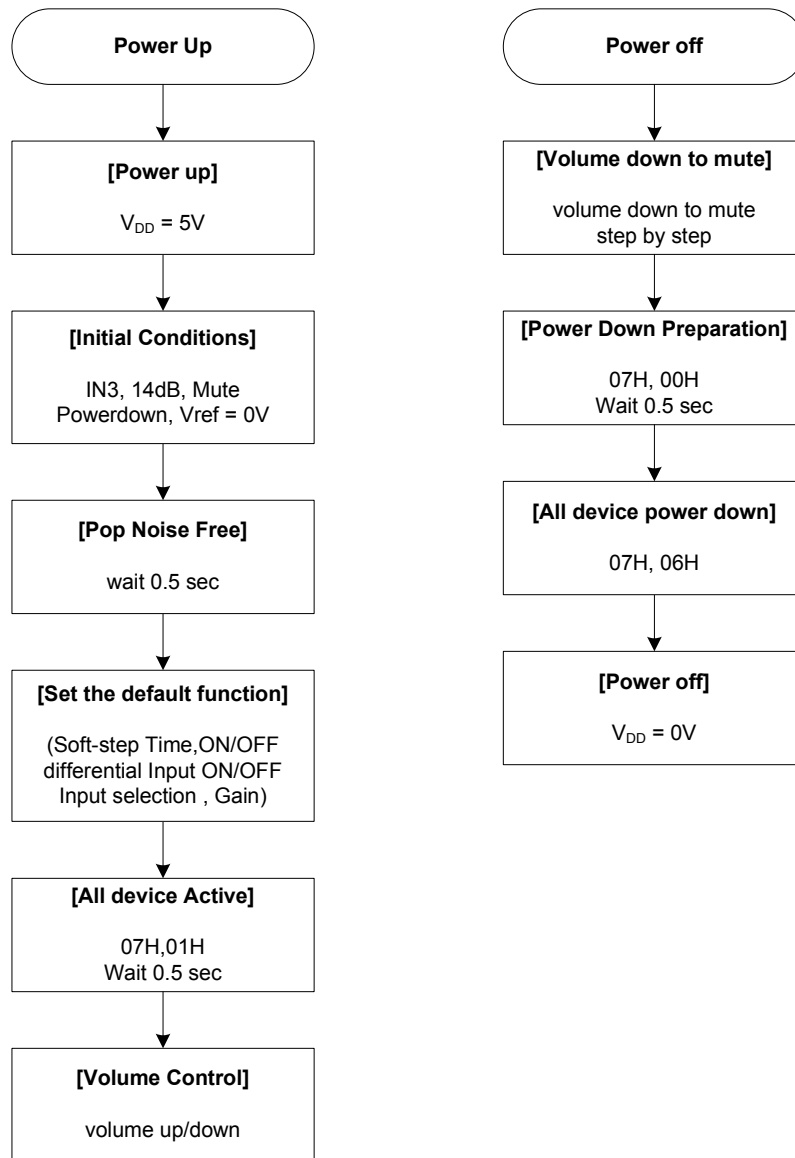 Power Up
[Power up]
V_DD = 5V
[Initial Conditions]
IN3, 14dB, Mute
Powerdown, Vref = 0V
[Pop Noise Free]
wait 0.5 sec
[Set the default function]
(Soft-step Time,ON/OFF
differential Input ON/OFF
Input selection , Gain)
[All device Active]
07H,01H
Wait 0.5 sec
[Volume Control]
volume up/down
Power off
[Volume down to mute]
volume down to mute
step by step
[Power Down Preparation]
07H, 00H
Wait 0.5 sec
[All device power down]
07H, 06H
[Power off]
V_DD = 0V